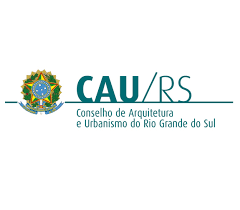 CAU/RS
Conselho de Arquitetura
e Urbanismo do Rio Grande do Sul